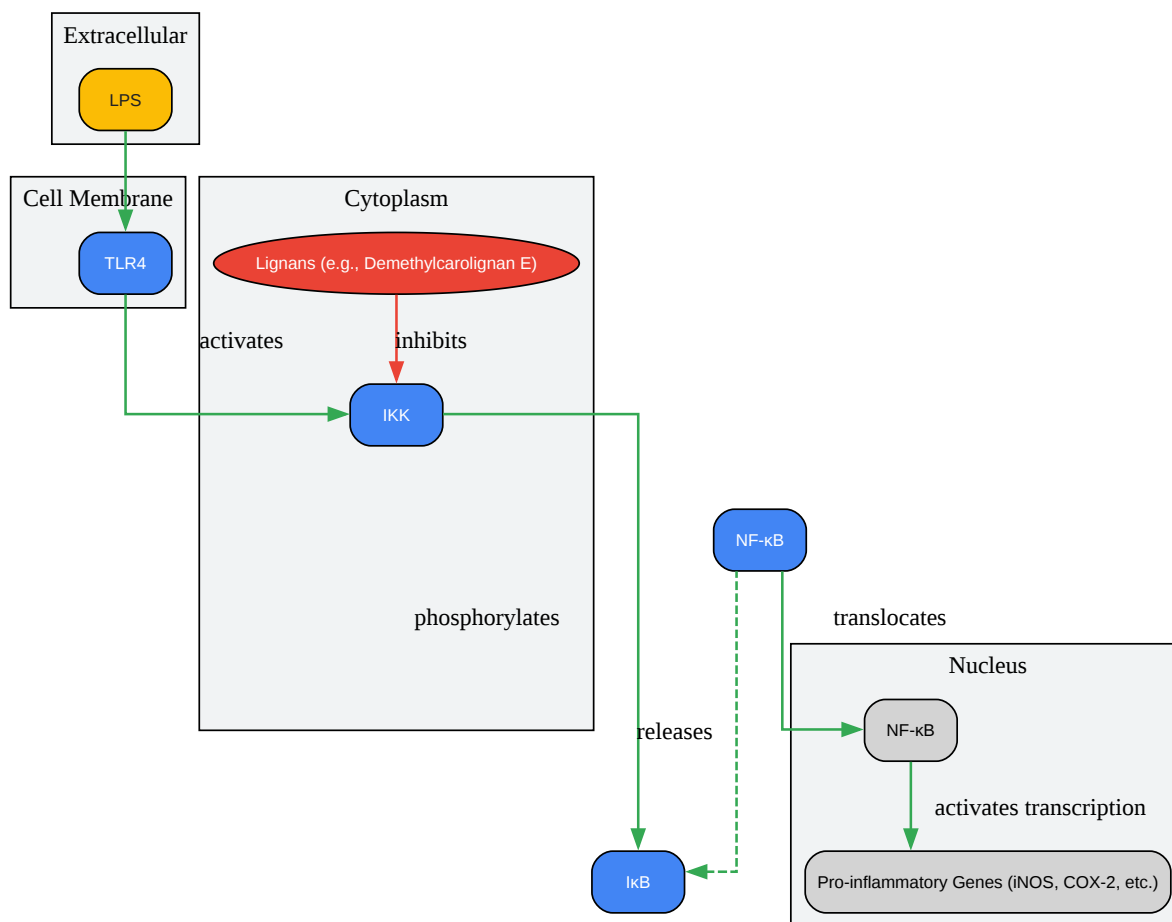 Extracellular
LPS
Cell Membrane
Cytoplasm
TLR4
Lignans (e.g., Demethylcarolignan E)
activates
inhibits
IKK
NF-κB
phosphorylates
translocates
Nucleus
releases
NF-κB
activates transcription
IκB
Pro-inflammatory Genes (iNOS, COX-2, etc.)